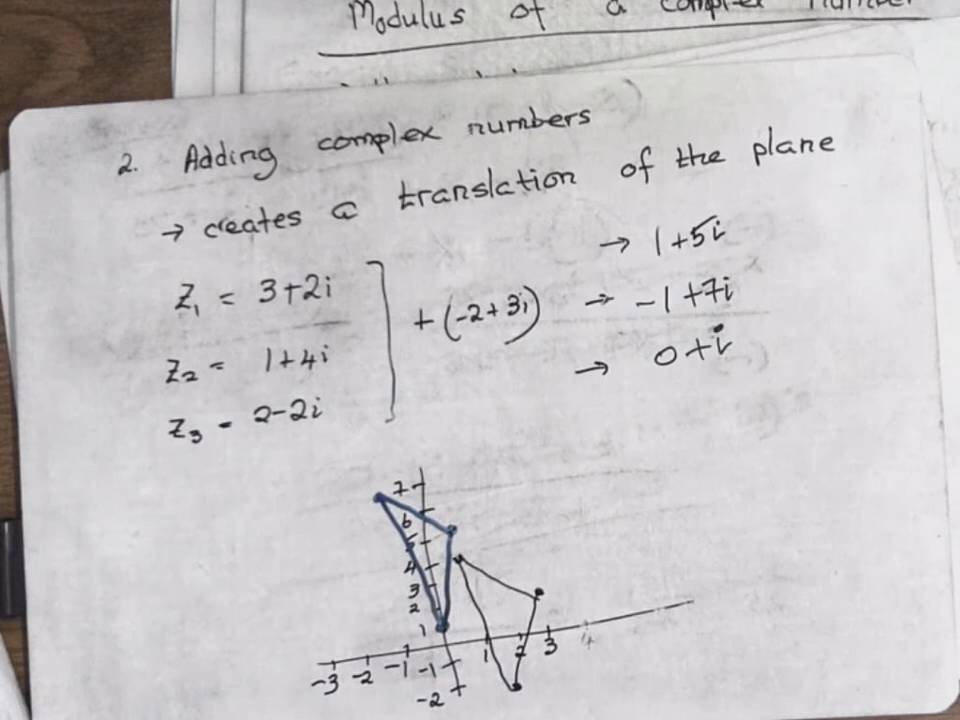 Modulus of a complex number
2. Adding complex numbers
→ creates a translation of the plane
Z₁ = 3+2i
Z₂ = 1+4i
Z₃ = 2-2i
+ (-2+3i)
→ 1+5i
→ -1+7i
→ 0+i
7
6
5
4
3
2
1
-3 -2 -1 -1 1 2 3 4
-2